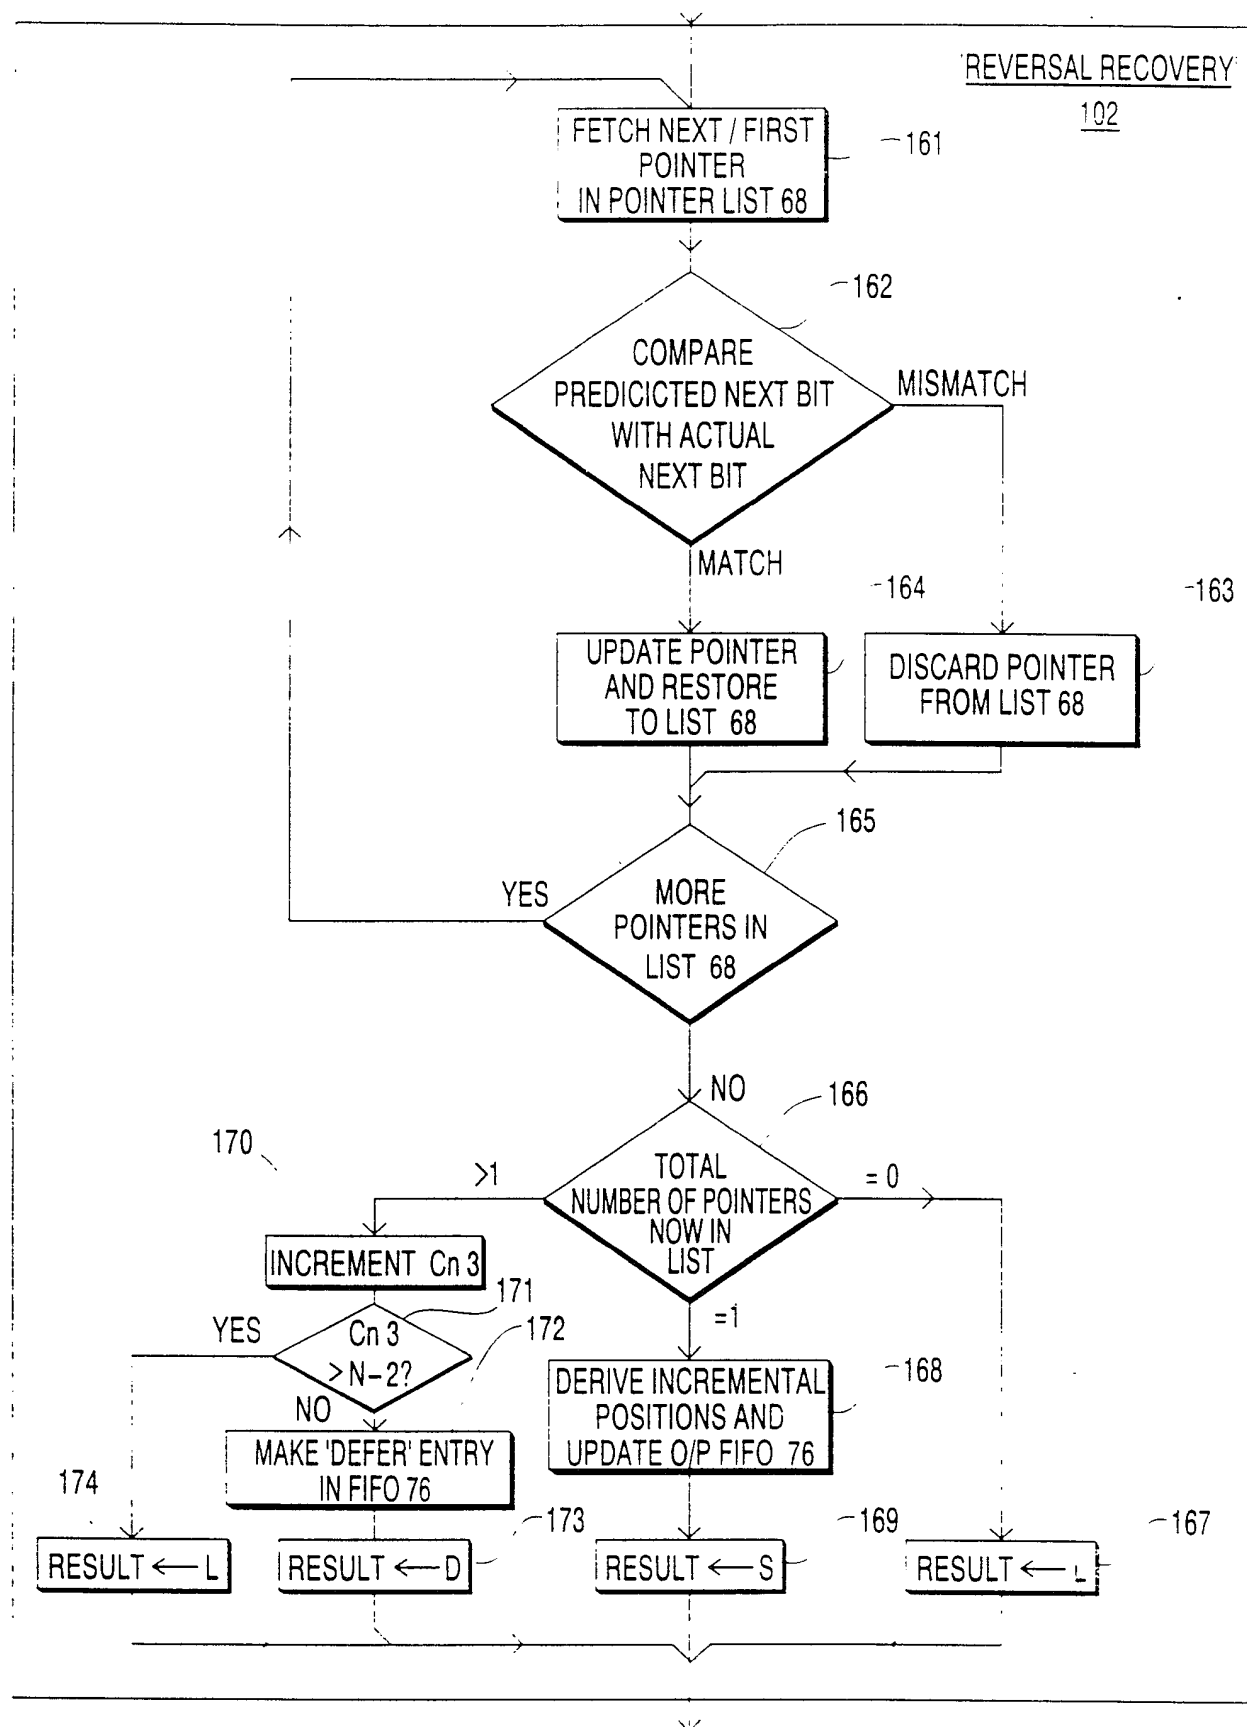 'REVERSAL RECOVERY'
102
FETCH NEXT / FIRST
POINTER
IN POINTER LIST 68
161
162
COMPARE
PREDICICTED NEXT BIT
WITH ACTUAL
NEXT BIT
MISMATCH
MATCH
164
163
UPDATE POINTER
AND RESTORE
TO LIST 68
DISCARD POINTER
FROM LIST 68
165
YES
MORE
POINTERS IN
LIST 68
NO
166
170
>1
TOTAL
NUMBER OF POINTERS
NOW IN
LIST
= 0
INCREMENT Cn 3
171
=1
YES
Cn 3
> N-2?
172
NO
168
DERIVE INCREMENTAL
POSITIONS AND
UPDATE O/P FIFO 76
MAKE 'DEFER' ENTRY
IN FIFO 76
174
173
169
167
RESULT ← L
RESULT ← D
RESULT ← S
RESULT ← L